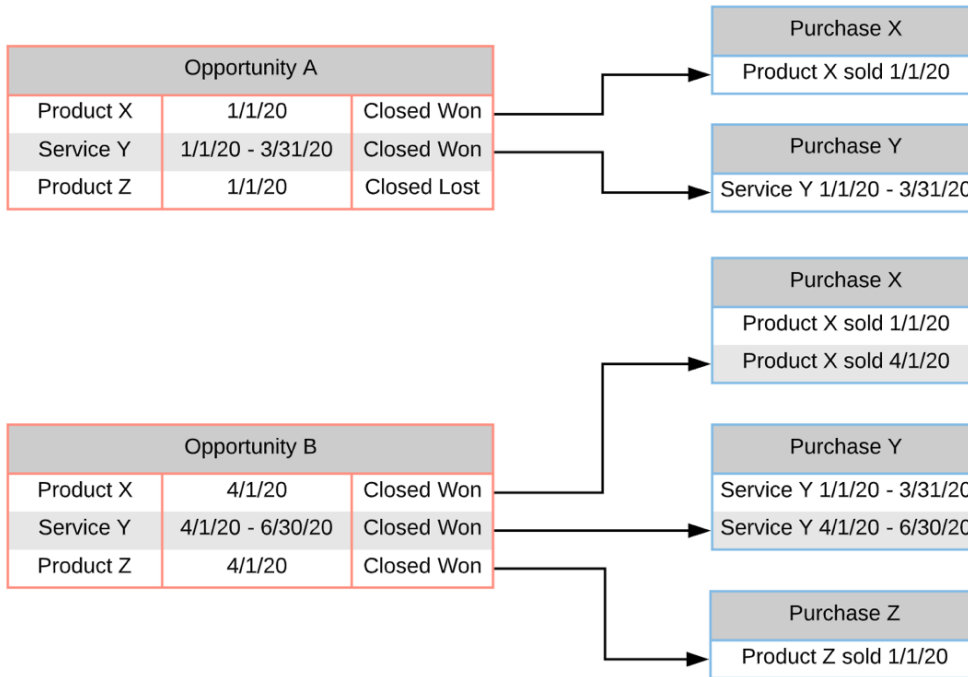 Opportunity A
Product X 1/1/20 Closed Won
Service Y 1/1/20 - 3/31/20 Closed Won
Product Z 1/1/20 Closed Lost
Purchase X
Product X sold 1/1/20
Purchase Y
Service Y 1/1/20 - 3/31/20
Purchase X
Product X sold 1/1/20
Product X sold 4/1/20
Opportunity B
Product X 4/1/20 Closed Won
Service Y 4/1/20 - 6/30/20 Closed Won
Product Z 4/1/20 Closed Won
Purchase Y
Service Y 1/1/20 - 3/31/20
Service Y 4/1/20 - 6/30/20
Purchase Z
Product Z sold 1/1/20